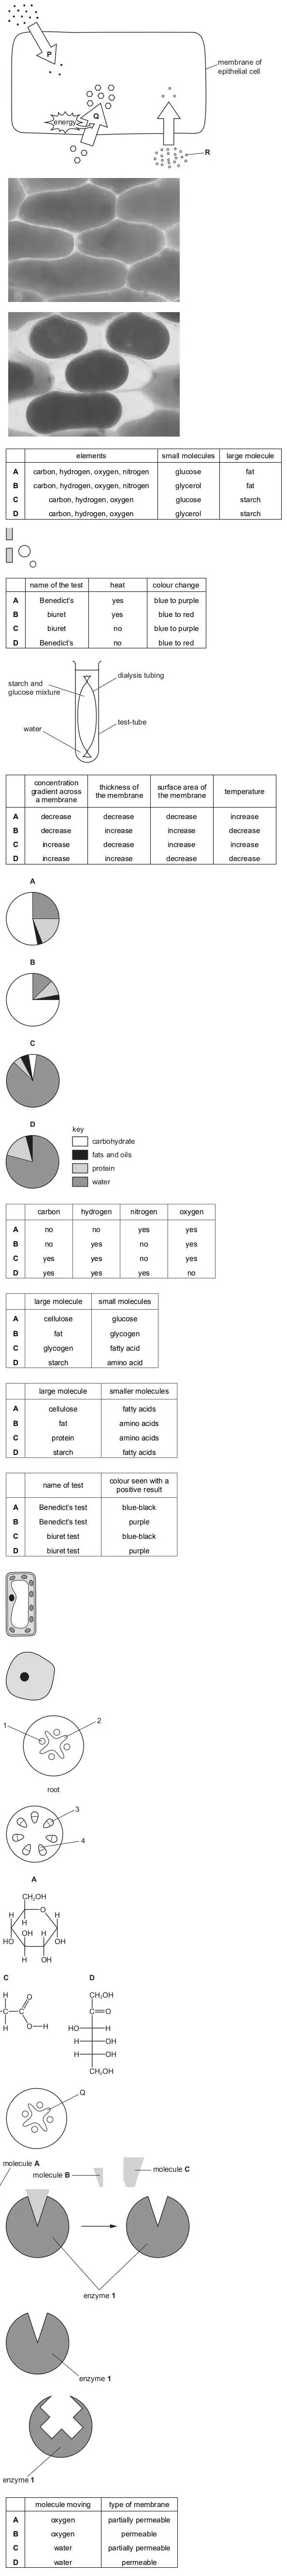 P
membrane of
epithelial cell
energy
Q
R
elements small molecules large molecule
A carbon, hydrogen, oxygen, nitrogen glucose fat
B carbon, hydrogen, oxygen, nitrogen glycerol fat
C carbon, hydrogen, oxygen glucose starch
D carbon, hydrogen, oxygen glycerol starch
name of the test heat colour change
A Benedict's yes blue to purple
B biuret yes blue to red
C biuret no blue to purple
D Benedict's no blue to red
starch and
glucose mixture
dialysis tubing
water
test-tube
concentration
gradient across
a membrane
thickness of
the membrane
surface area of
the membrane
temperature
A decrease decrease decrease increase
B decrease increase increase decrease
C increase decrease increase increase
D increase increase decrease decrease
A
B
C
D
key
carbohydrate
fats and oils
protein
water
carbon hydrogen nitrogen oxygen
A no no yes yes
B no yes no yes
C yes yes no yes
D yes yes yes no
large molecule small molecules
A cellulose glucose
B fat glycogen
C glycogen fatty acid
D starch amino acid
large molecule smaller molecules
A cellulose fatty acids
B fat amino acids
C protein amino acids
D starch fatty acids
name of test
colour seen with a
positive result
A Benedict's test blue-black
B Benedict's test purple
C biuret test blue-black
D biuret test purple
1
2
root
3
4
A
CH₂OH
H O H
H
OH H
HO OH
H OH
C D
H O
C C
H O H
CH₂OH
C O
HO H
H OH
H OH
CH₂OH
Q
molecule A
molecule B
molecule C
enzyme 1
enzyme 1
enzyme 1
molecule moving type of membrane
A oxygen partially permeable
B oxygen permeable
C water partially permeable
D water permeable